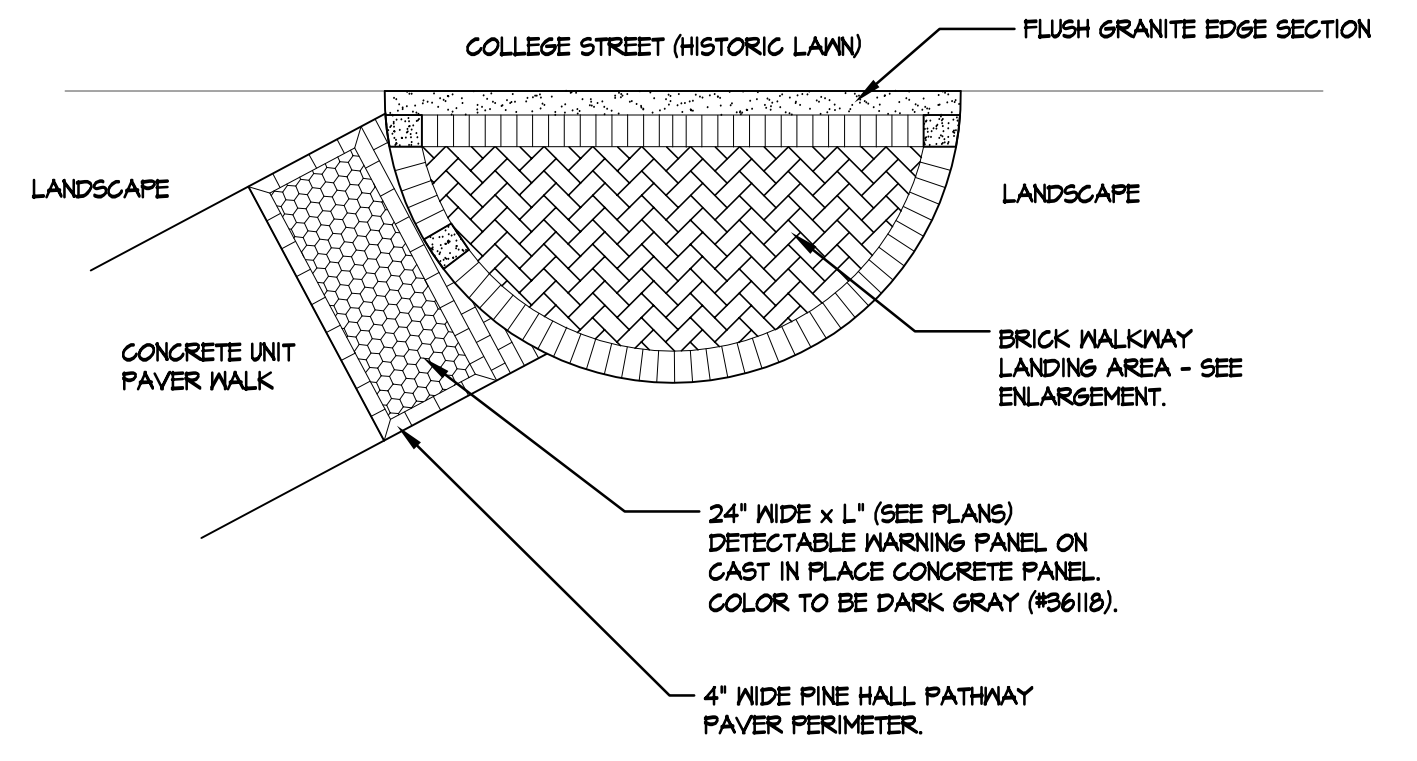 FLUSH GRANITE EDGE SECTION
COLLEGE STREET (HISTORIC LAWN)
LANDSCAPE
LANDSCAPE
CONCRETE UNIT
PAVER WALK
BRICK WALKWAY
LANDING AREA - SEE
ENLARGEMENT.
24" WIDE x L" (SEE PLANS)
DETECTABLE WARNING PANEL ON
CAST IN PLACE CONCRETE PANEL.
COLOR TO BE DARK GRAY (#36118).
4" WIDE PINE HALL PATHWAY
PAVER PERIMETER.